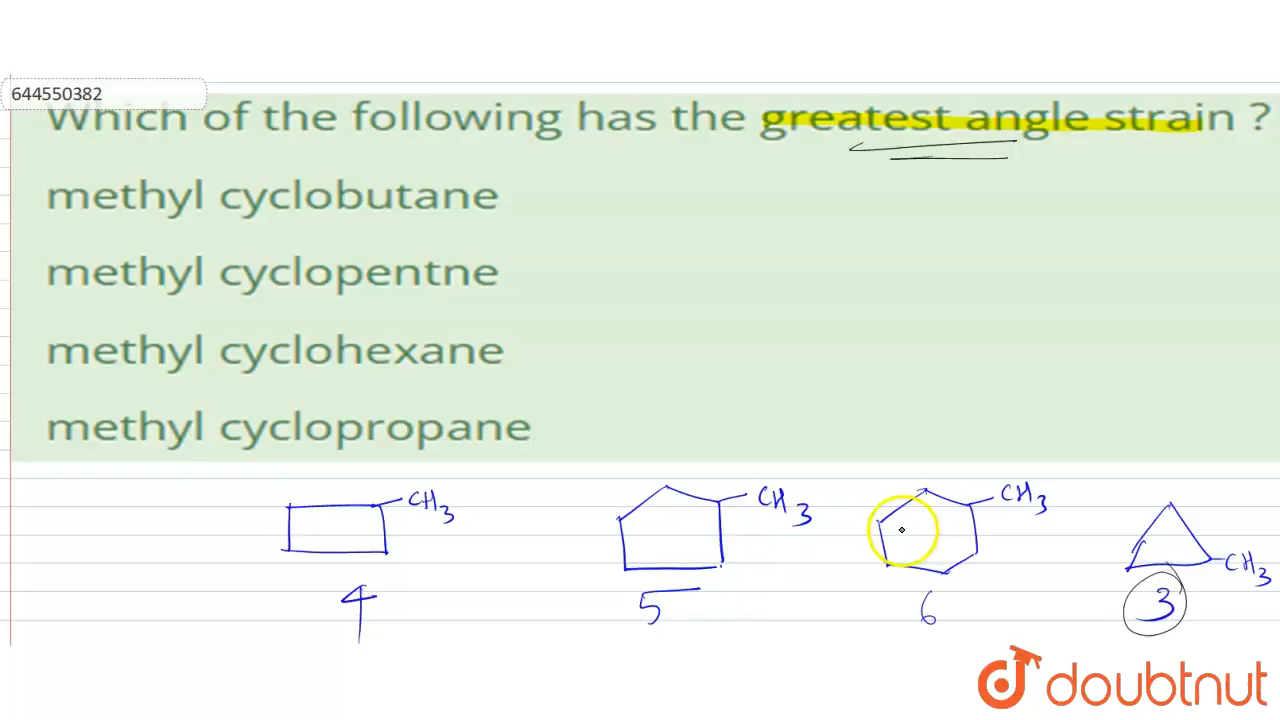 644550382
Which of the following has the greatest angle strain ?
methyl cyclobutane
methyl cyclopentne
methyl cyclohexane
methyl cyclopropane
CH3 CH3 CH3 CH3
4 5 6 3
doubtnut